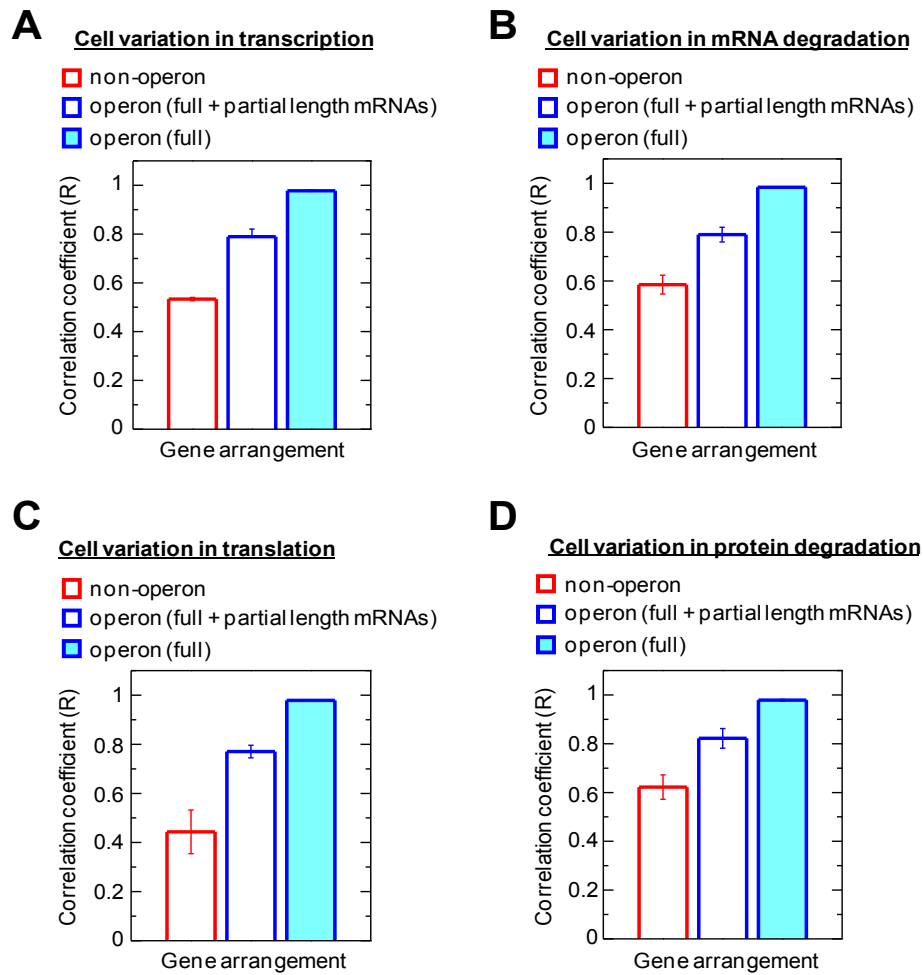 A
Cell variation in transcription
non-operon
operon (full + partial length mRNAs)
operon (full)
Correlation coefficient (R)
1
0.8
0.6
0.4
0.2
0
Gene arrangement
B
Cell variation in mRNA degradation
non-operon
operon (full + partial length mRNAs)
operon (full)
Correlation coefficient (R)
1
0.8
0.6
0.4
0.2
0
Gene arrangement
C
Cell variation in translation
non-operon
operon (full + partial length mRNAs)
operon (full)
Correlation coefficient (R)
1
0.8
0.6
0.4
0.2
0
Gene arrangement
D
Cell variation in protein degradation
non-operon
operon (full + partial length mRNAs)
operon (full)
Correlation coefficient (R)
1
0.8
0.6
0.4
0.2
0
Gene arrangement